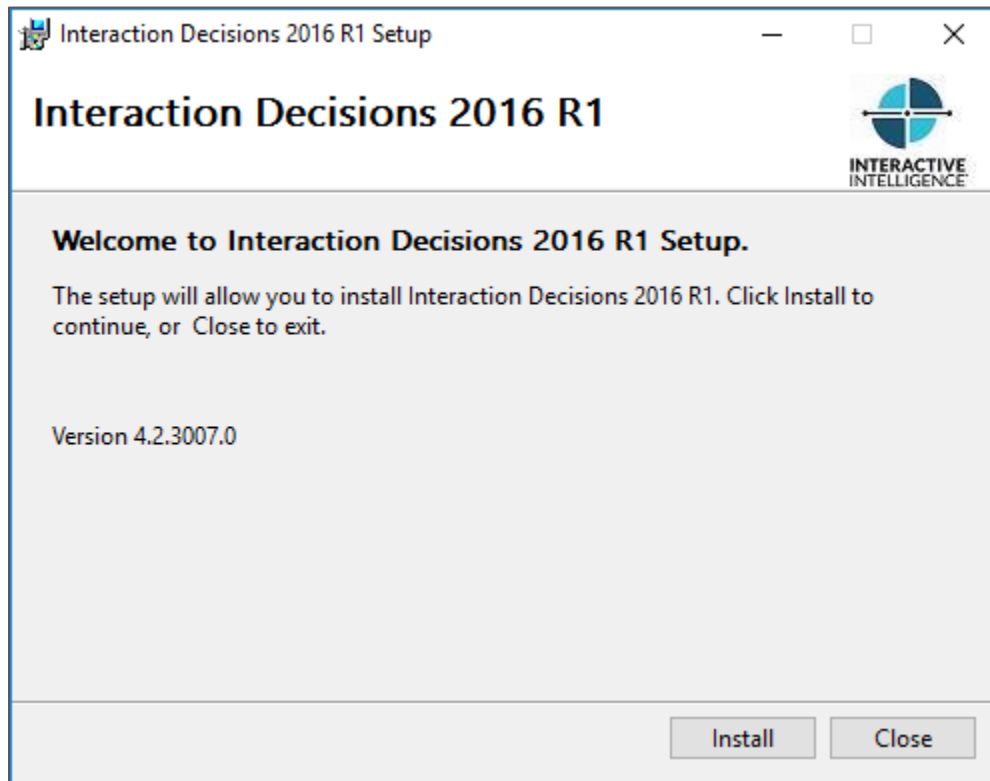 Interaction Decisions 2016 R1 Setup
Interaction Decisions 2016 R1
INTERACTIVE
INTELLIGENCE
Welcome to Interaction Decisions 2016 R1 Setup.
The setup will allow you to install Interaction Decisions 2016 R1. Click Install to
continue, or  Close to exit.
Version 4.2.3007.0
Install
Close